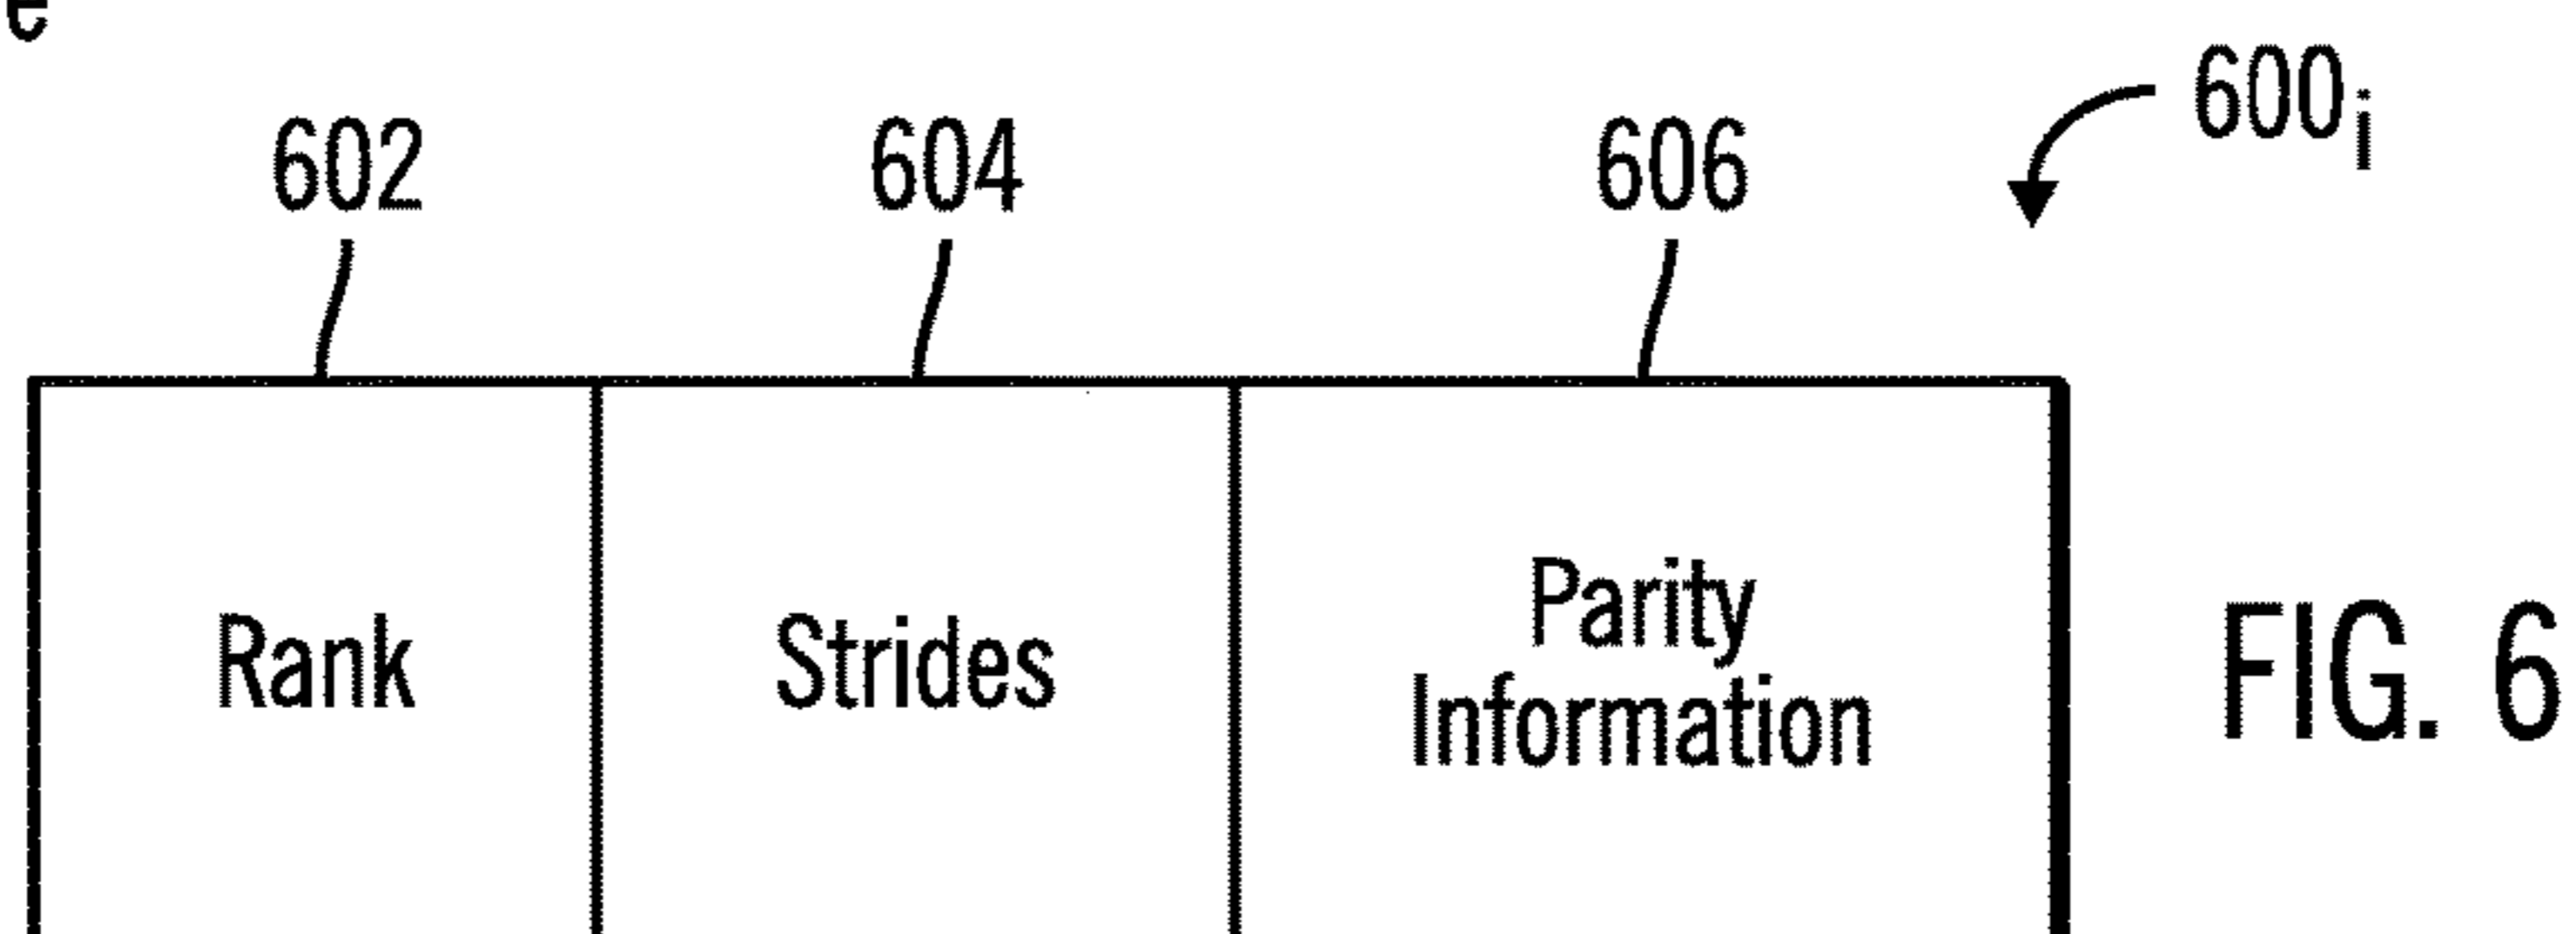 e
600i
602 604 606
Rank Strides Parity
Information
FIG. 6